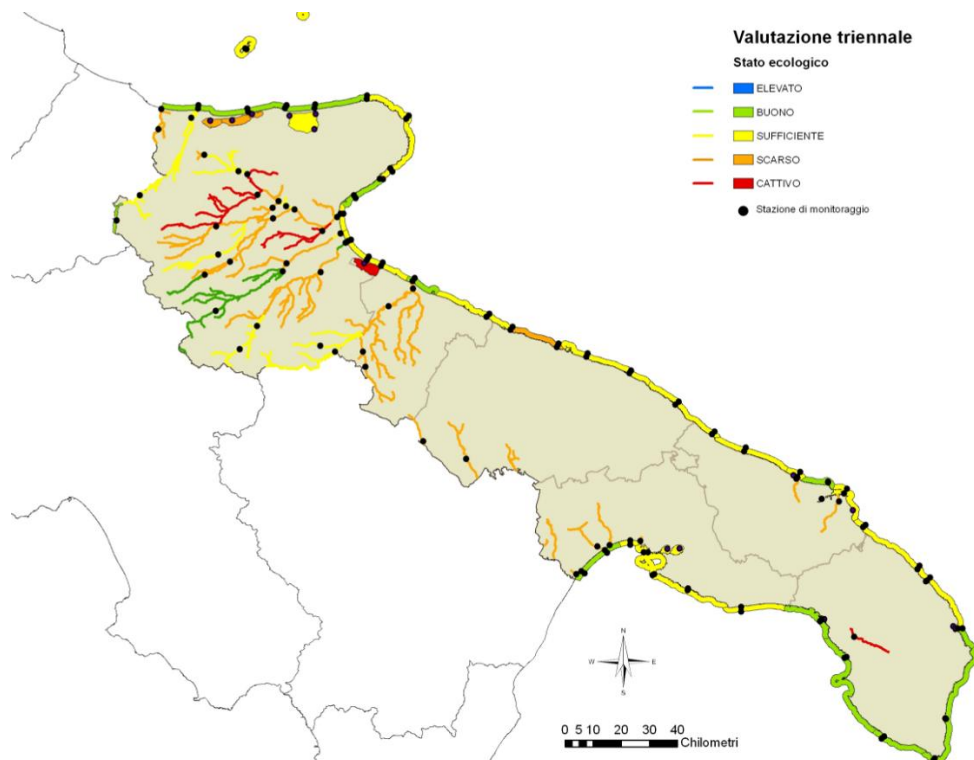 Valutazione triennale
Stato ecologico
ELEVATO
BUONO
SUFFICIENTE
SCARSO
CATTIVO
Stazione di monitoraggio
N
W E
S
0 5 10 20 30 40
Chilometri